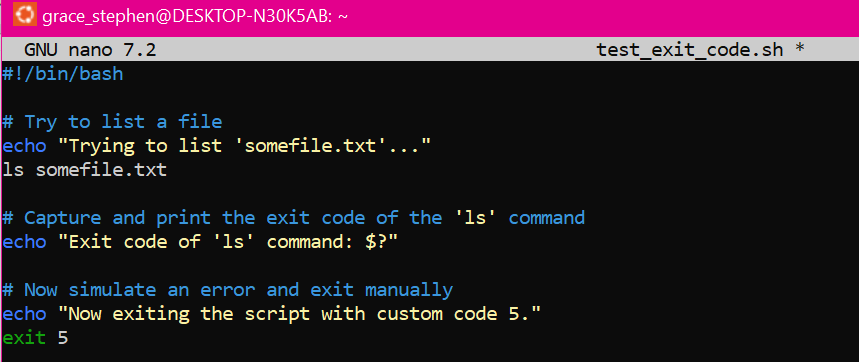 grace_stephen@DESKTOP-N30K5AB: ~
GNU nano 7.2 test_exit_code.sh *
#!/bin/bash
# Try to list a file
echo "Trying to list 'somefile.txt'..."
ls somefile.txt
# Capture and print the exit code of the 'ls' command
echo "Exit code of 'ls' command: $?"
# Now simulate an error and exit manually
echo "Now exiting the script with custom code 5."
exit 5